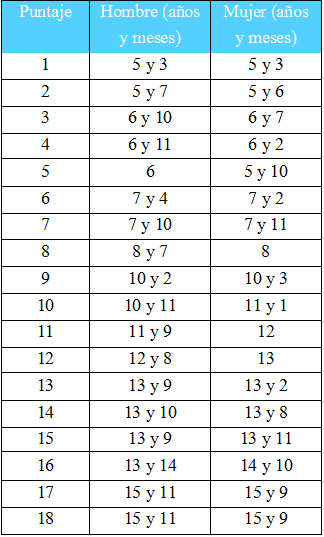 Puntaje Hombre (años y meses) Mujer (años y meses)
1 5 y 3 5 y 3
2 5 y 7 5 y 6
3 6 y 10 6 y 7
4 6 y 11 6 y 2
5 6 5 y 10
6 7 y 4 7 y 2
7 7 y 10 7 y 11
8 8 y 7 8
9 10 y 2 10 y 3
10 10 y 11 11 y 1
11 11 y 9 12
12 12 y 8 13
13 13 y 9 13 y 2
14 13 y 10 13 y 8
15 13 y 9 13 y 11
16 13 y 14 14 y 10
17 15 y 11 15 y 9
18 15 y 11 15 y 9